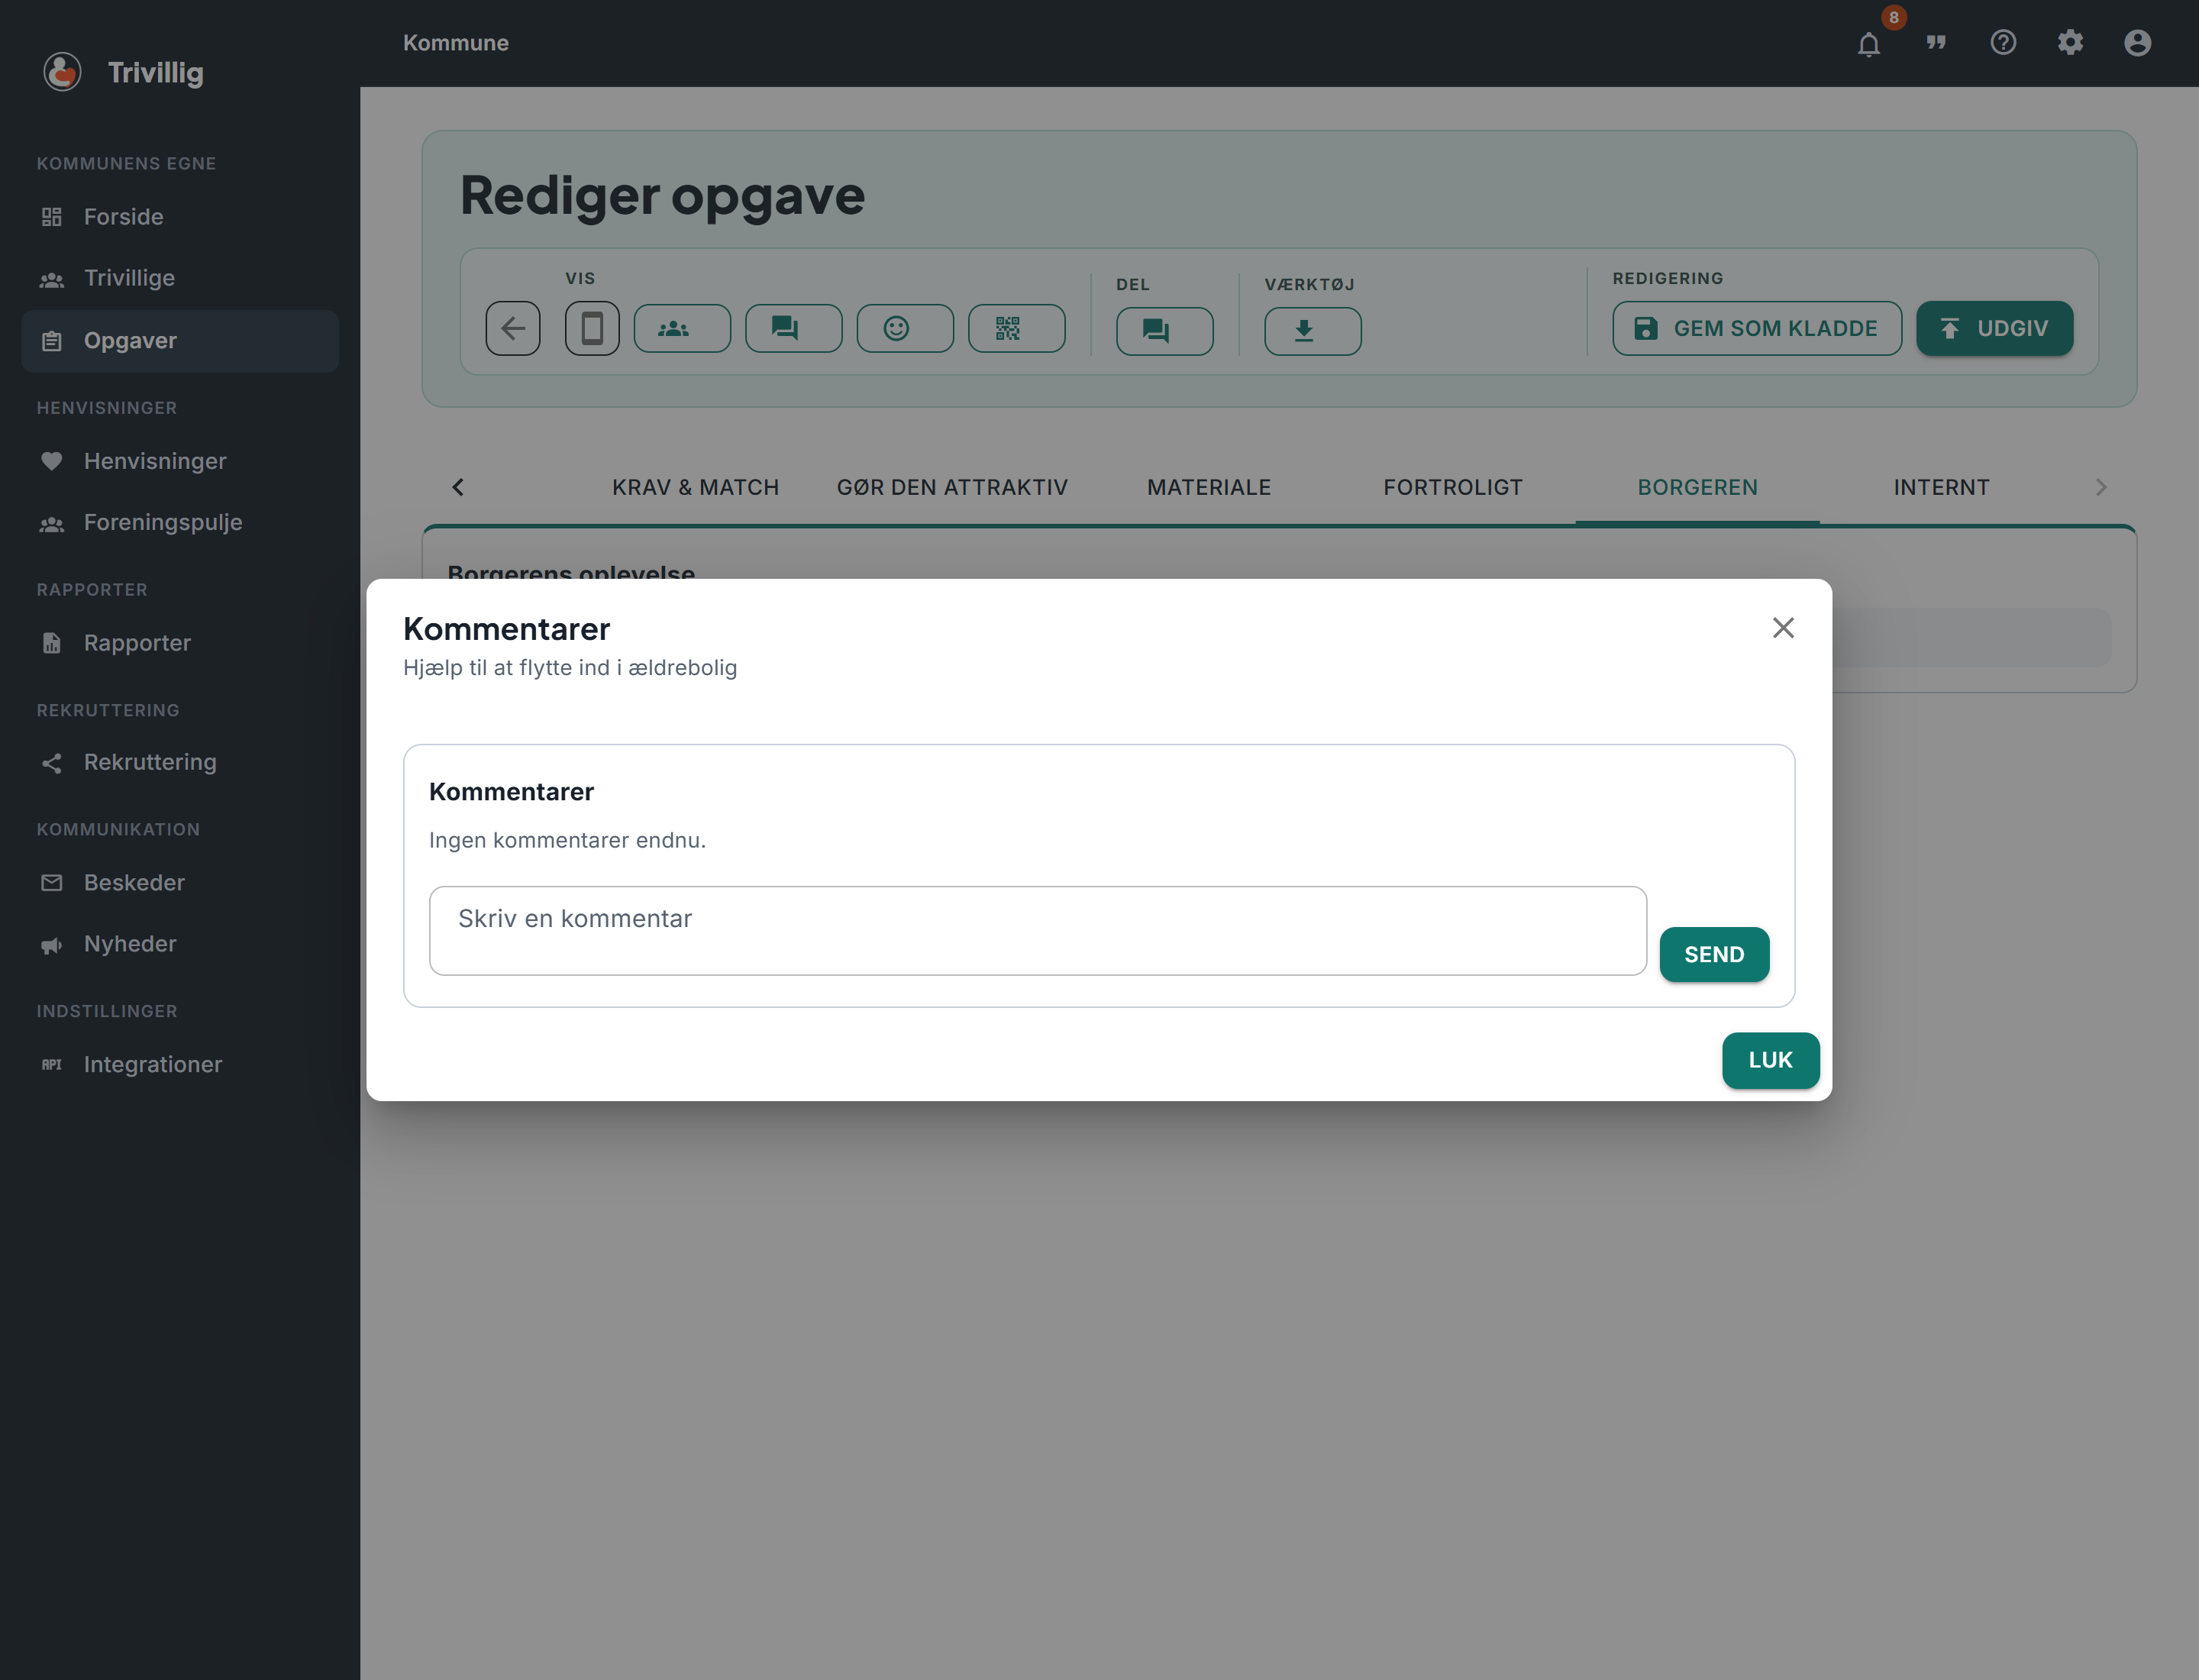 Trivillig
Kommune
8
KOMMUNENS EGNE
Forside
Trivillige
Opgaver
HENVISNINGER
Henvisninger
Foreningspulje
RAPPORTER
Rapporter
REKRUTTERING
Rekruttering
KOMMUNIKATION
Beskeder
Nyheder
INDSTILLINGER
API Integrationer
Rediger opgave
VIS
DEL
VÆRKTØJ
REDIGERING
GEM SOM KLADDE
UDGIV
KRAV & MATCH
GØR DEN ATTRAKTIV
MATERIALE
FORTROLIGT
BORGEREN
INTERNT
Borgerens oplevelse
Kommentarer
Hjælp til at flytte ind i ældrebolig
Kommentarer
Ingen kommentarer endnu.
Skriv en kommentar
SEND
LUK